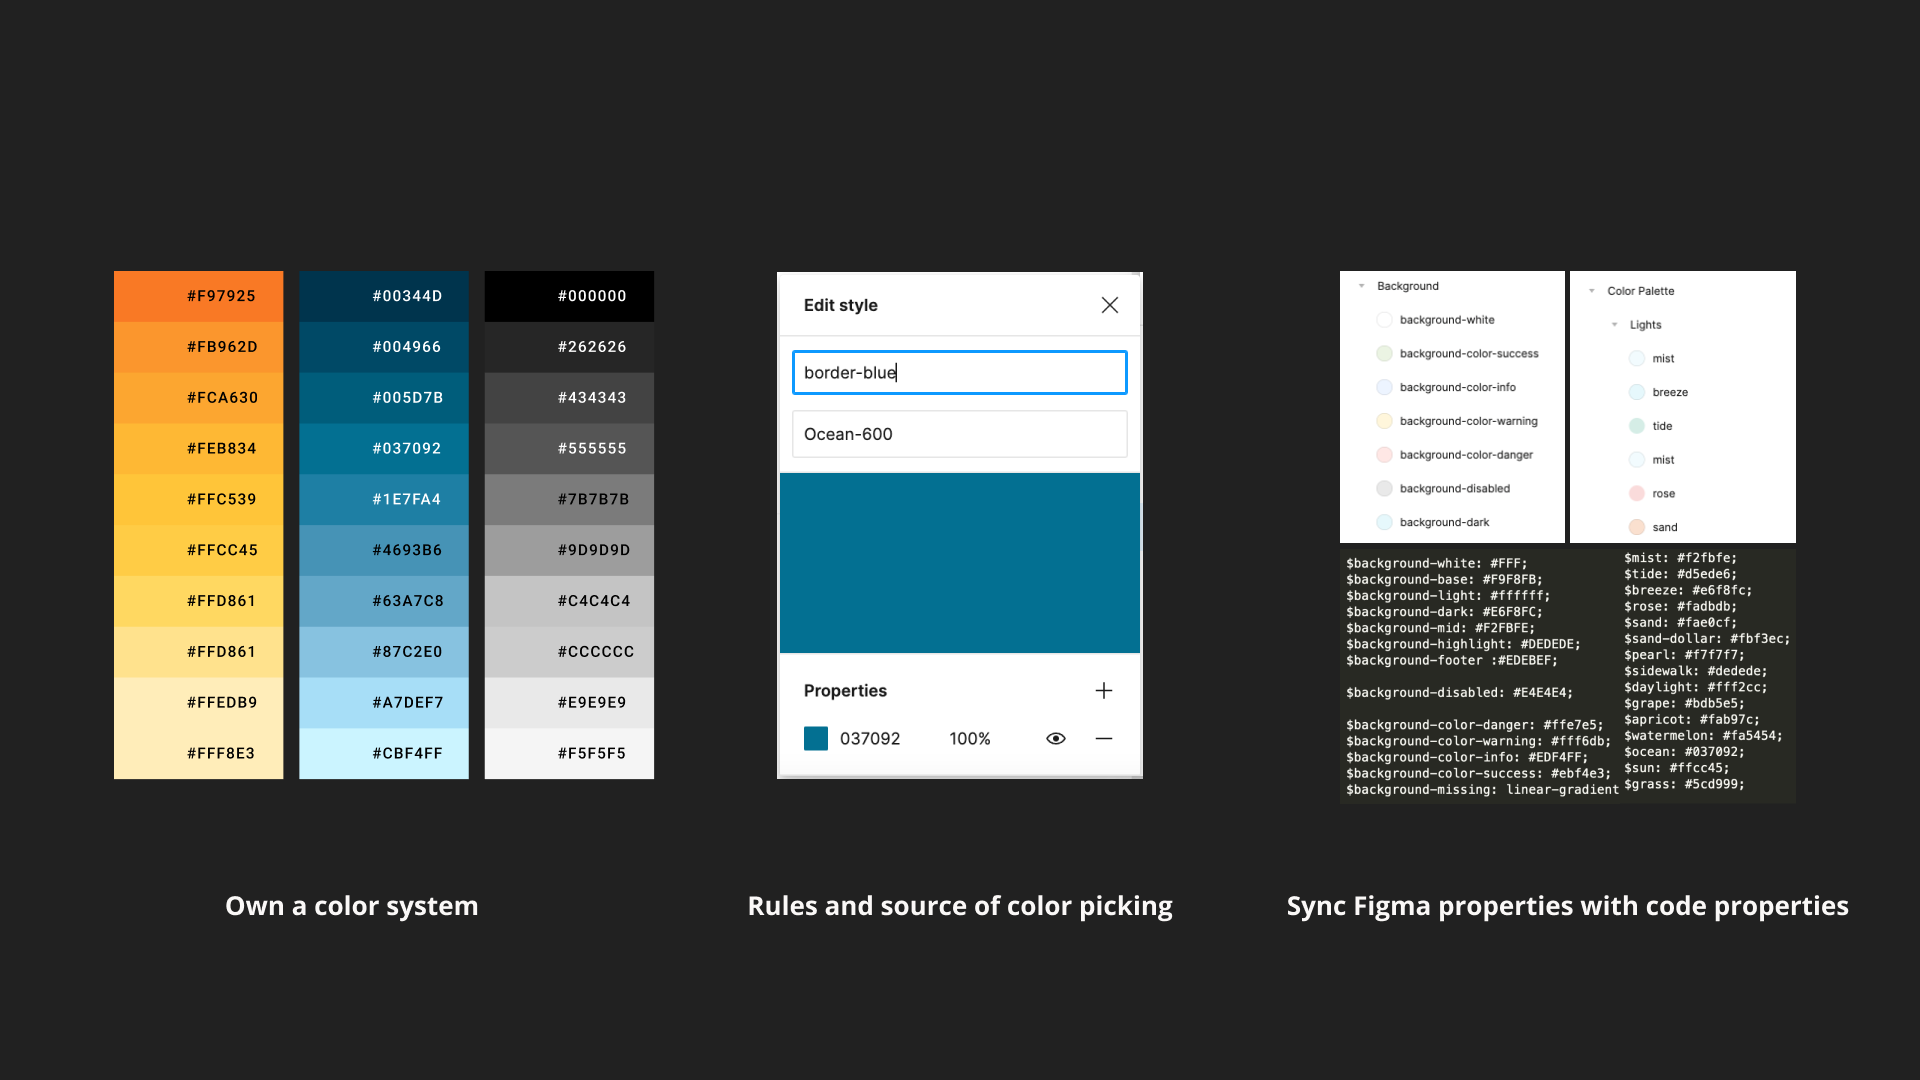 #F97925
#FB962D
#FCA630
#FEB834
#FFC539
#FFCC45
#FFD861
#FFD861
#FFEDB9
#FFF8E3
#00344D
#004966
#005D7B
#037092
#1E7FA4
#4693B6
#63A7C8
#87C2E0
#A7DEF7
#CBF4FF
#000000
#262626
#434343
#555555
#7B7B7B
#9D9D9D
#C4C4C4
#CCCCCC
#E9E9E9
#F5F5F5
Own a color system
Edit style
border-blue
Ocean-600
Properties
037092 100%
Rules and source of color picking
Background
background-white
background-color-success
background-color-info
background-color-warning
background-color-danger
background-disabled
background-dark
Color Palette
Lights
mist
breeze
tide
mist
rose
sand
$background-white: #FFF;
$background-base: #F9F8FB;
$background-light: #ffffff;
$background-dark: #E6F8FC;
$background-mid: #F2FBFE;
$background-highlight: #DEDEDE;
$background-footer :#EDEBEF;
$background-disabled: #E4E4E4;
$background-color-danger: #ffe7e5;
$background-color-warning: #fff6db;
$background-color-info: #EDF4FF;
$background-color-success: #ebf4e3;
$background-missing: linear-gradient
$mist: #f2fbfe;
$tide: #d5ede6;
$breeze: #e6f8fc;
$rose: #fadbdb;
$sand: #fae0cf;
$sand-dollar: #fbf3ec;
$pearl: #f7f7f7;
$sidewalk: #dedede;
$daylight: #fff2cc;
$grape: #bdb5e5;
$apricot: #fab97c;
$watermelon: #fa5454;
$ocean: #037092;
$sun: #ffcc45;
$grass: #5cd999;
Sync Figma properties with code properties